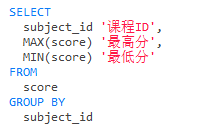 SELECT
subject_id '课程ID',
MAX(score) '最高分',
MIN(score) '最低分'
FROM
score
GROUP BY
subject_id